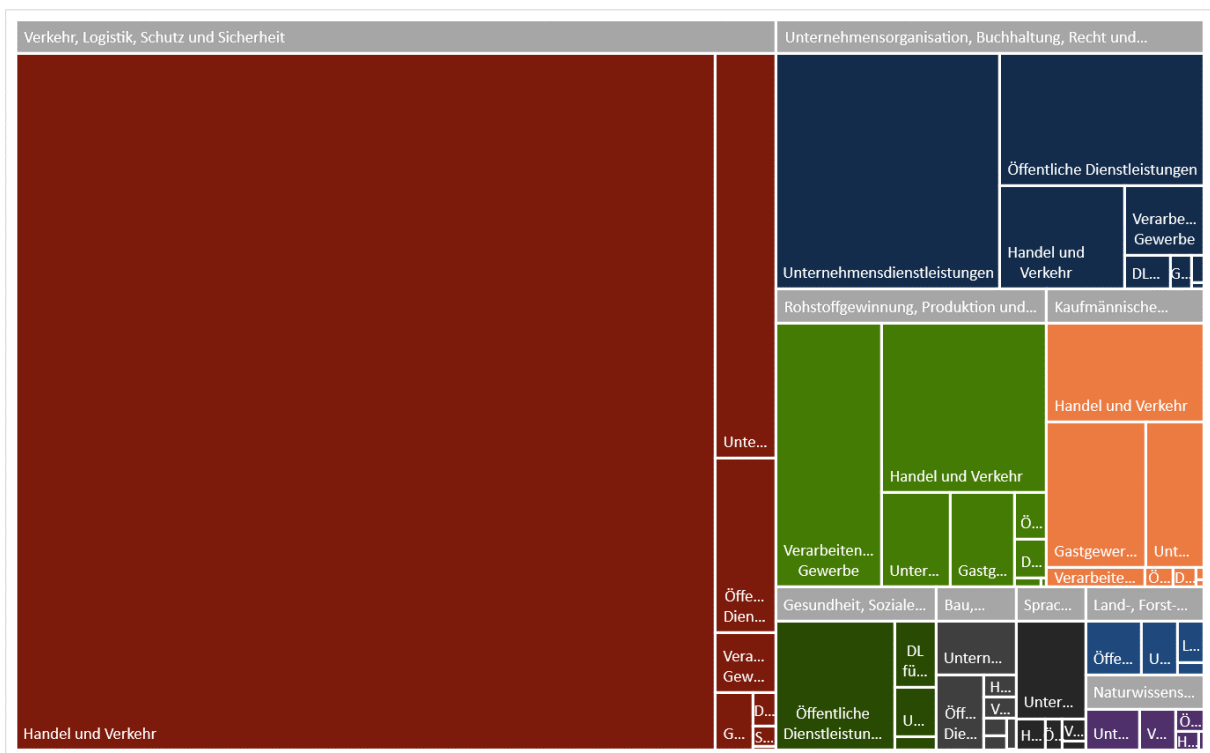 Verkehr, Logistik, Schutz und Sicherheit
Handel und Verkehr
Unte...
Öffe...
Dien...
Vera...
Gew...
G...
D...
S...
Unternehmensorganisation, Buchhaltung, Recht und...
Unternehmensdienstleistungen
Öffentliche Dienstleistungen
Handel und
Verkehr
Verarbe...
Gewerbe
DL...
G...
Rohstoffgewinnung, Produktion und...
Verarbeiten...
Gewerbe
Handel und Verkehr
Unter...
Gastg...
Ö...
D...
Kaufmännische...
Handel und Verkehr
Gastgewer...
Unt...
Verarbeite...
Ö...
D...
Gesundheit, Soziale...
Öffentliche
Dienstleistun...
DL
fü...
U...
Bau,...
Untern...
Öff...
Die...
H...
V...
Sprac...
Unter...
H...
Ö...
V...
Land-, Forst-...
Öffe...
U...
L...
Naturwissens...
Unt...
V...
Ö...
H...